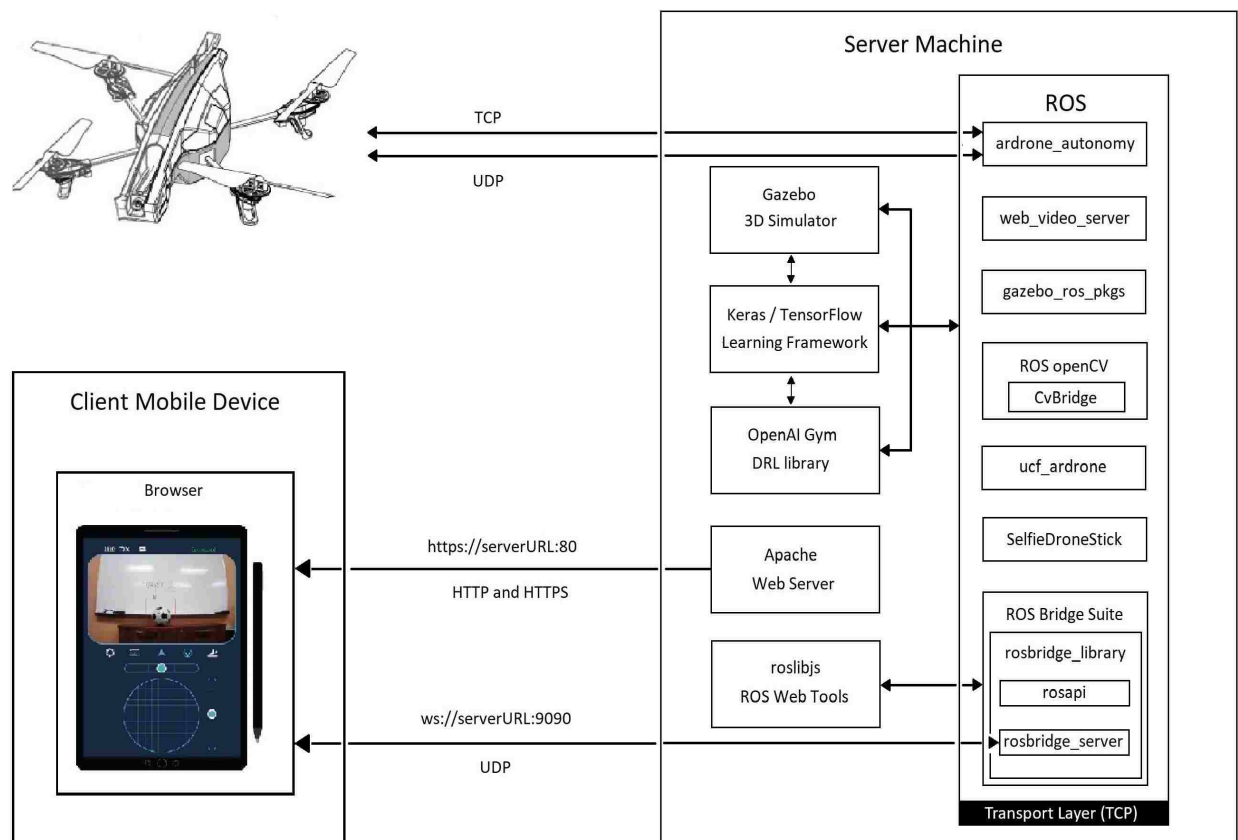 Server Machine
ROS
ardrone_autonomy
web_video_server
gazebo_ros_pkgs
ROS openCV
CvBridge
ucf_ardrone
SelfieDroneStick
ROS Bridge Suite
rosbridge_library
rosapi
rosbridge_server
Transport Layer (TCP)
TCP
UDP
Gazebo
3D Simulator
Keras / TensorFlow
Learning Framework
OpenAI Gym
DRL library
Apache
Web Server
roslibjs
ROS Web Tools
Client Mobile Device
Browser
https://serverURL:80
HTTP and HTTPS
ws://serverURL:9090
UDP